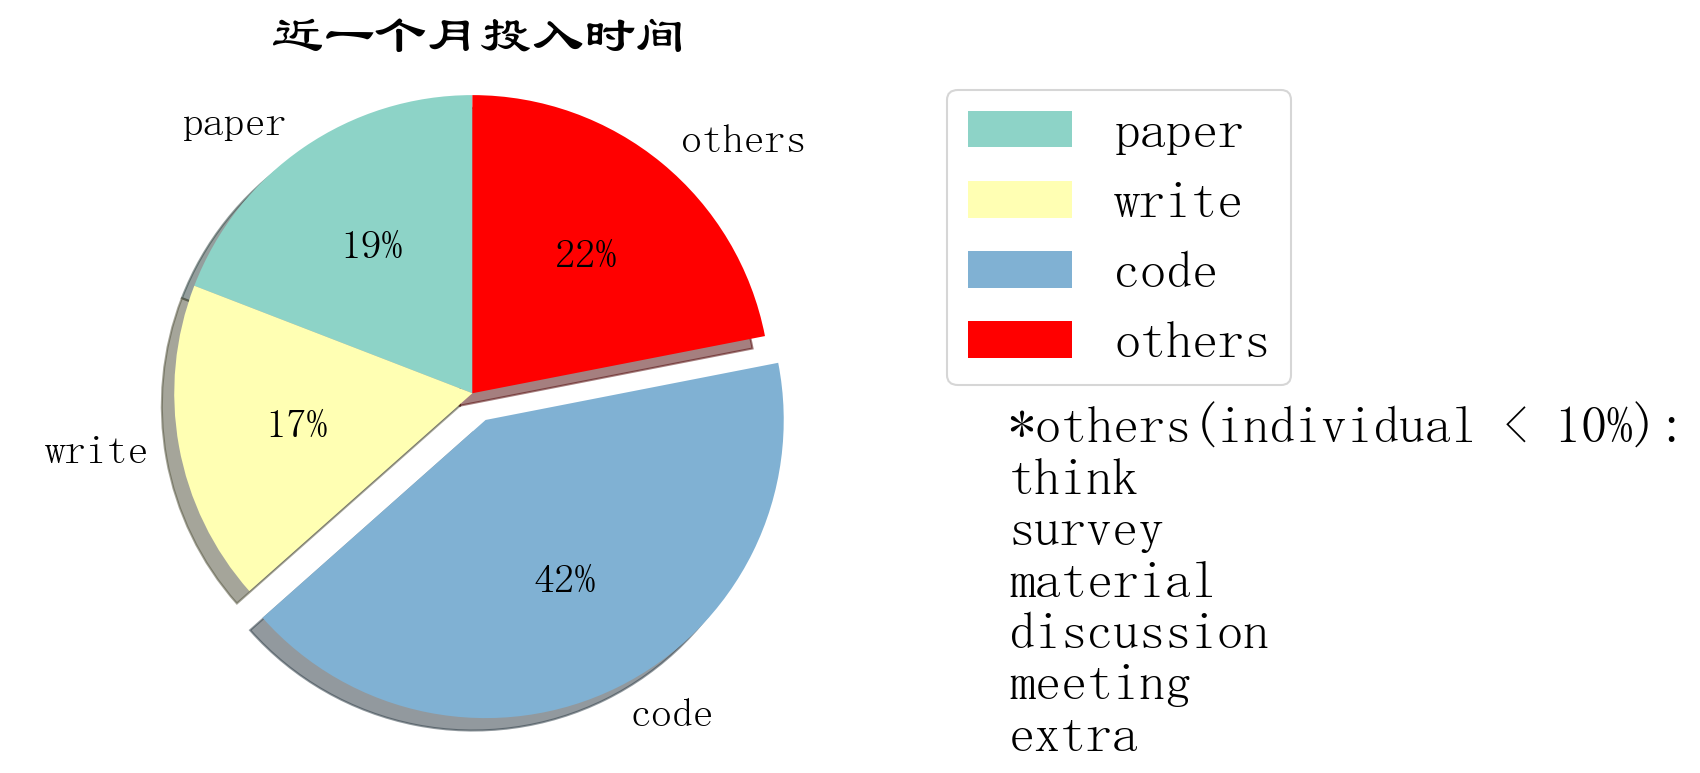 近一个月投入时间
paper
others
19%
22%
17%
write
42%
code
paper
write
code
others
*others(individual < 10%):
think
survey
material
discussion
meeting
extra